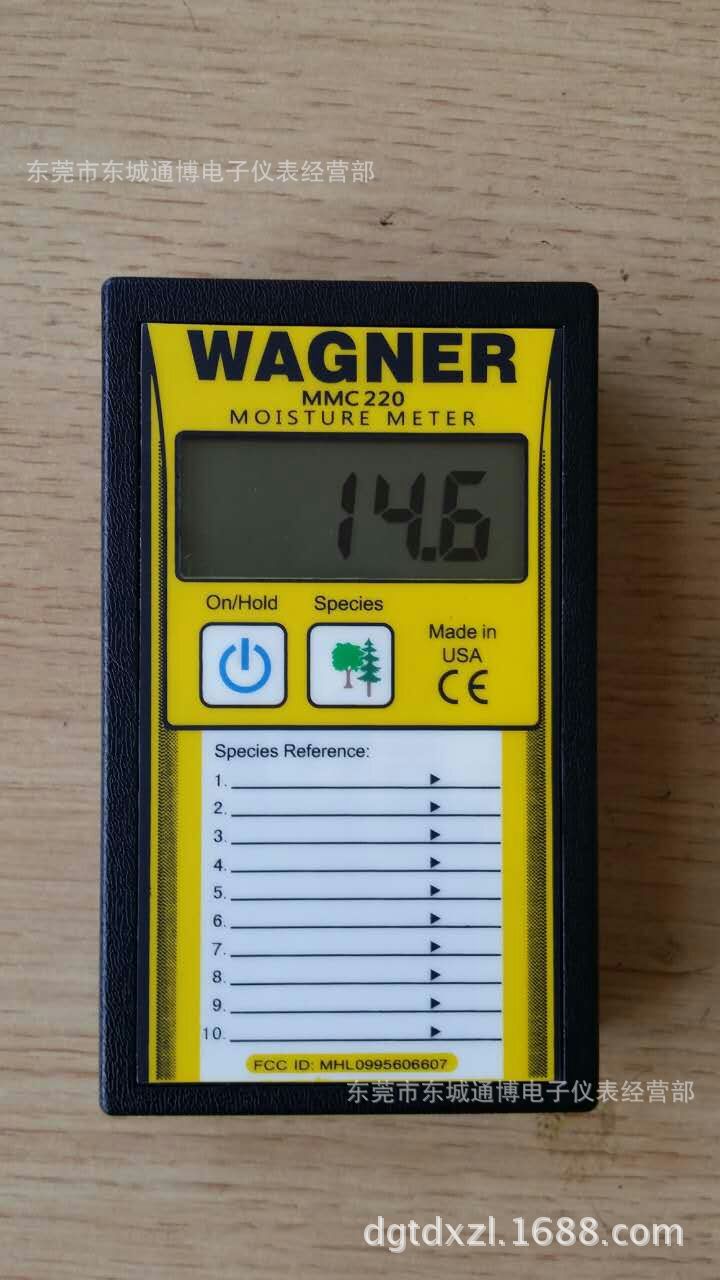 东莞市东城通博电子仪表经营部
WAGNER
MMC 220
MOISTURE METER
14.6
On/Hold
Species
Made in
USA
CE
Species Reference:
1.
2.
3.
4.
5.
6.
7.
8.
9.
10.
FCC ID: MHL0995606607
东莞市东城通博电子仪表经营部
dgtdxzl.1688.com